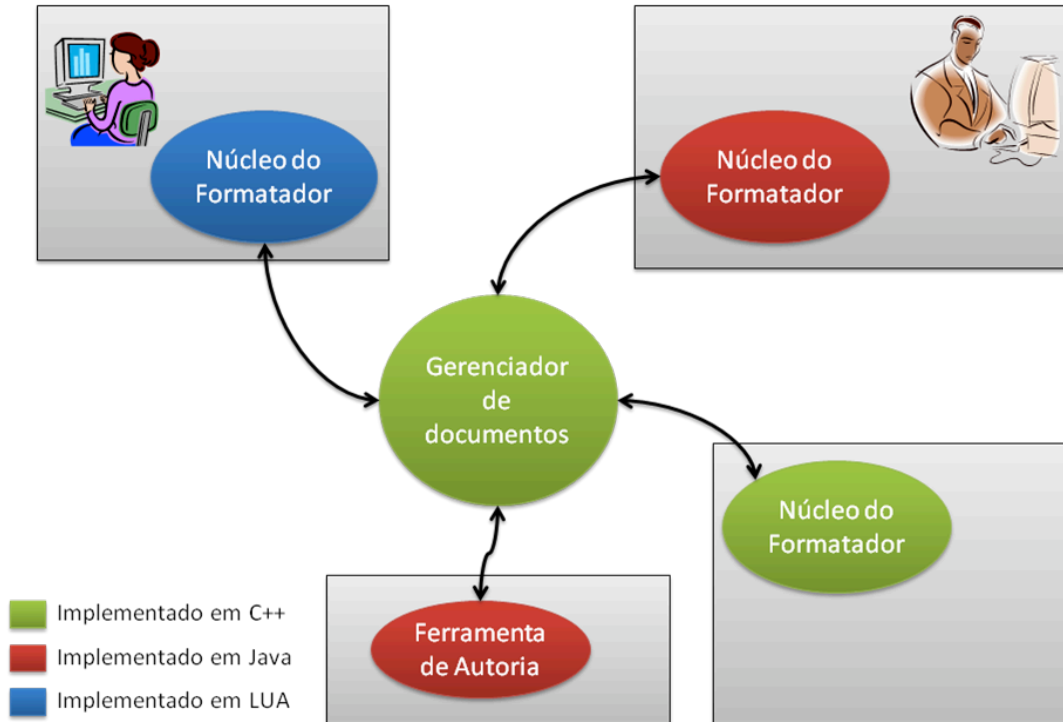 Núcleo do
Formatador
Núcleo do
Formatador
Gerenciador
de
documentos
Núcleo do
Formatador
Ferramenta
de Autoria
Implementado em C++
Implementado em Java
Implementado em LUA